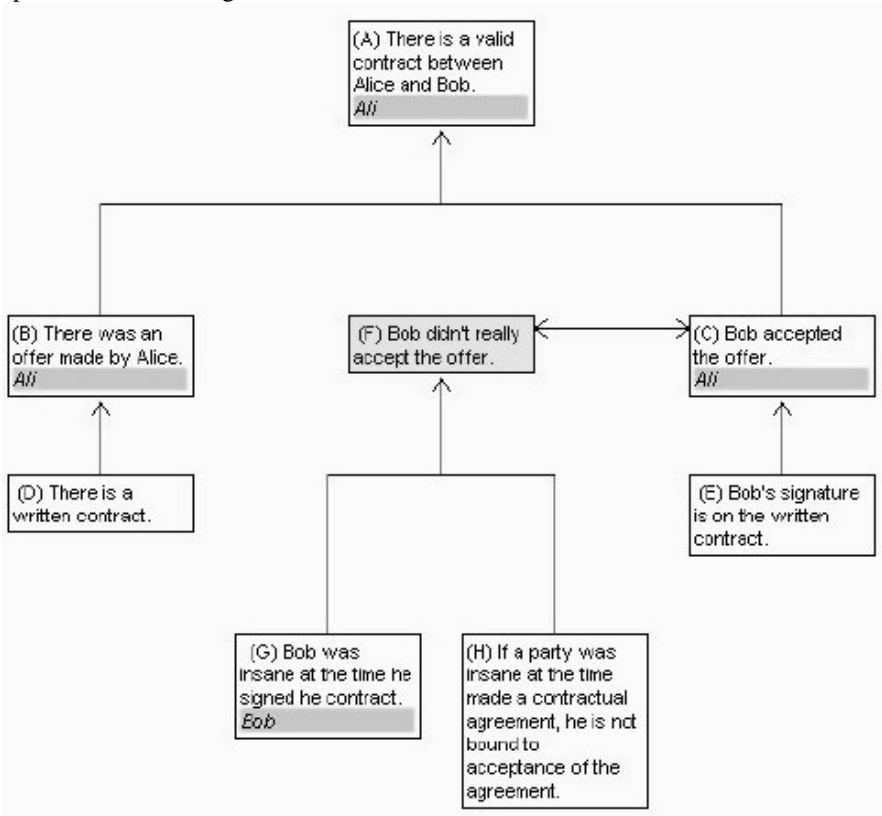 (A) There is a valid
contract between
Alice and Bob.
Ali
(B) There was an
offer made by Alice.
Ali
(F) Bob didn't really
accept the offer.
(C) Bob accepted
the offer.
Ali
(D) There is a
written contract.
(E) Bob's signature
is on the written
contract.
(G) Bob was
insane at the time he
signed he contract.
Bob
(H) If a party was
insane at the time
made a contractual
agreement, he is not
bound to
acceptance of the
agreement.